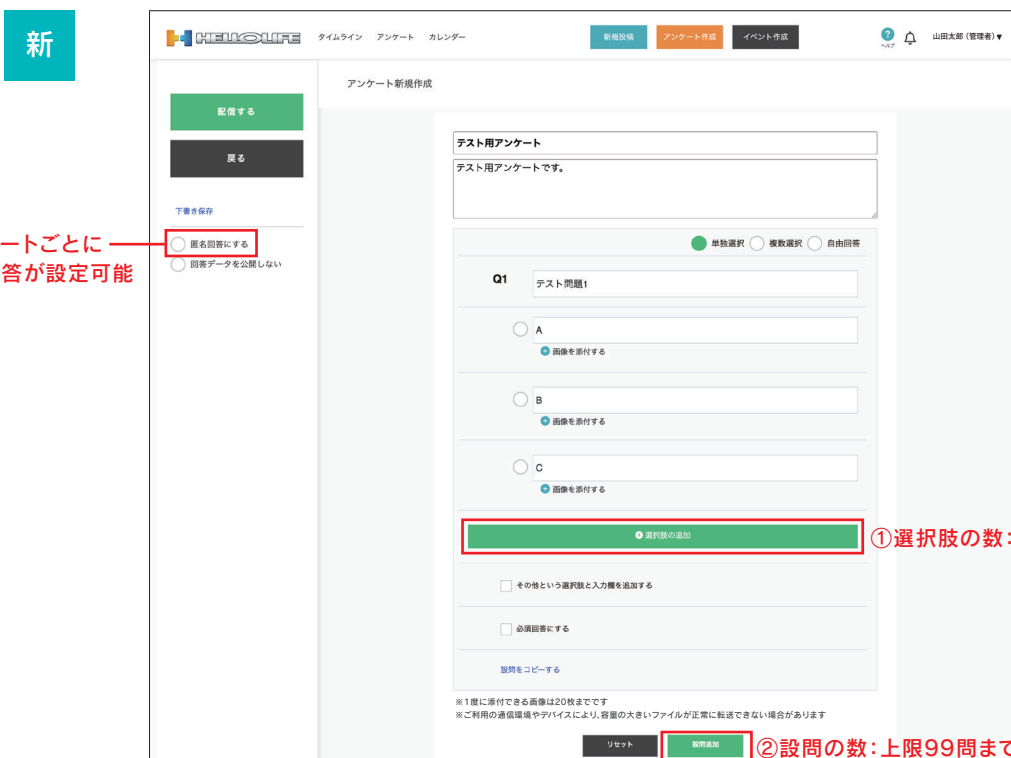 新
HELLO LIFE タイムライン アンケート カレンダー 新規投稿 アンケート作成 イベント作成 ? ヘルプ 山田太郎 (管理者)▼
アンケート新規作成
配信する
戻る
下書き保存
匿名回答にする
回答データを公開しない
ートごとに
答が設定可能
テスト用アンケート
テスト用アンケートです。
単独選択 複数選択 自由回答
Q1 テスト問題1
A
画像を添付する
B
画像を添付する
C
画像を添付する
選択肢の追加
①選択肢の数:
その他という選択肢と入力欄を追加する
必須回答にする
設問をコピーする
※1度に添付できる画像は20枚までです
※ご利用の通信環境やデバイスにより、容量の大きいファイルが正常に転送できない場合があります
リセット 設問追加
②設問の数:上限99問まで